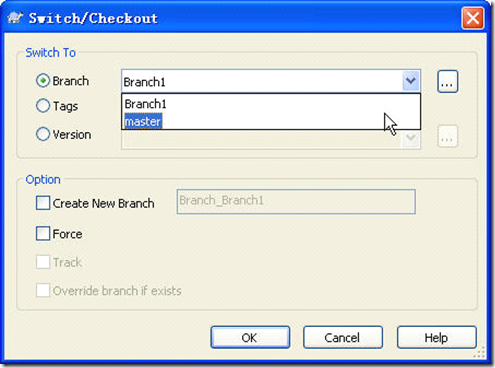 Switch/Checkout
Switch To
Branch
Branch1
...
Branch1
Tags
master
Version
...
Option
Create New Branch
Branch_Branch1
Force
Track
Override branch if exists
OK
Cancel
Help